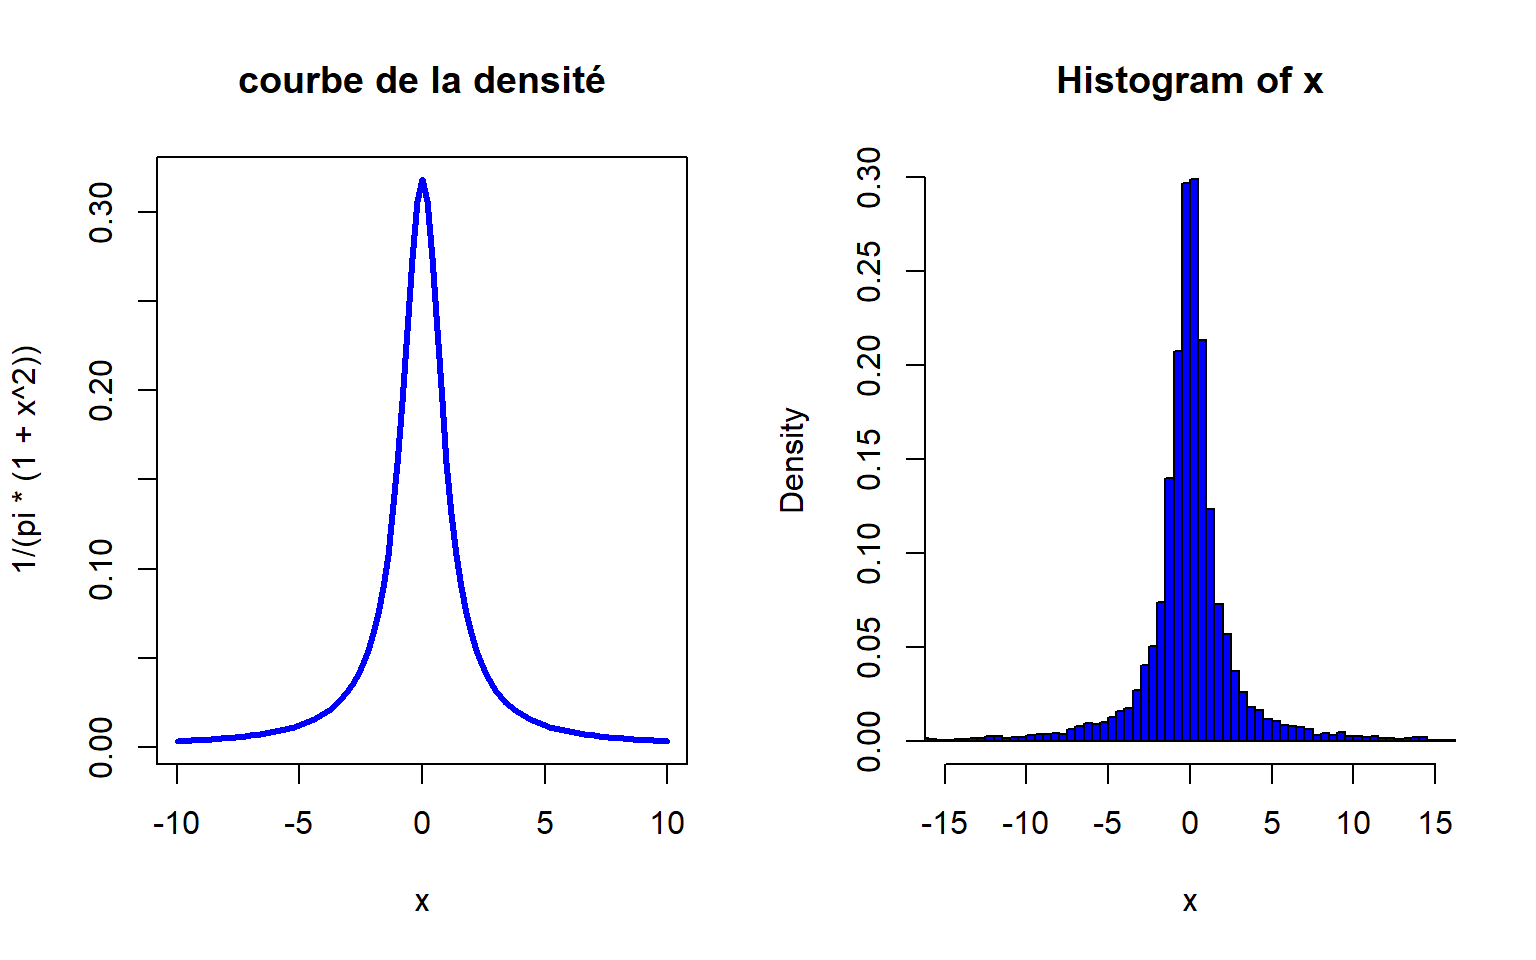 courbe de la densité
1/(pi * (1 + x^2))
0.30
0.20
0.10
0.00
-10 -5 0 5 10
x
Histogram of x
Density
0.30
0.25
0.20
0.15
0.10
0.05
0.00
-15 -10 -5 0 5 10 15
x